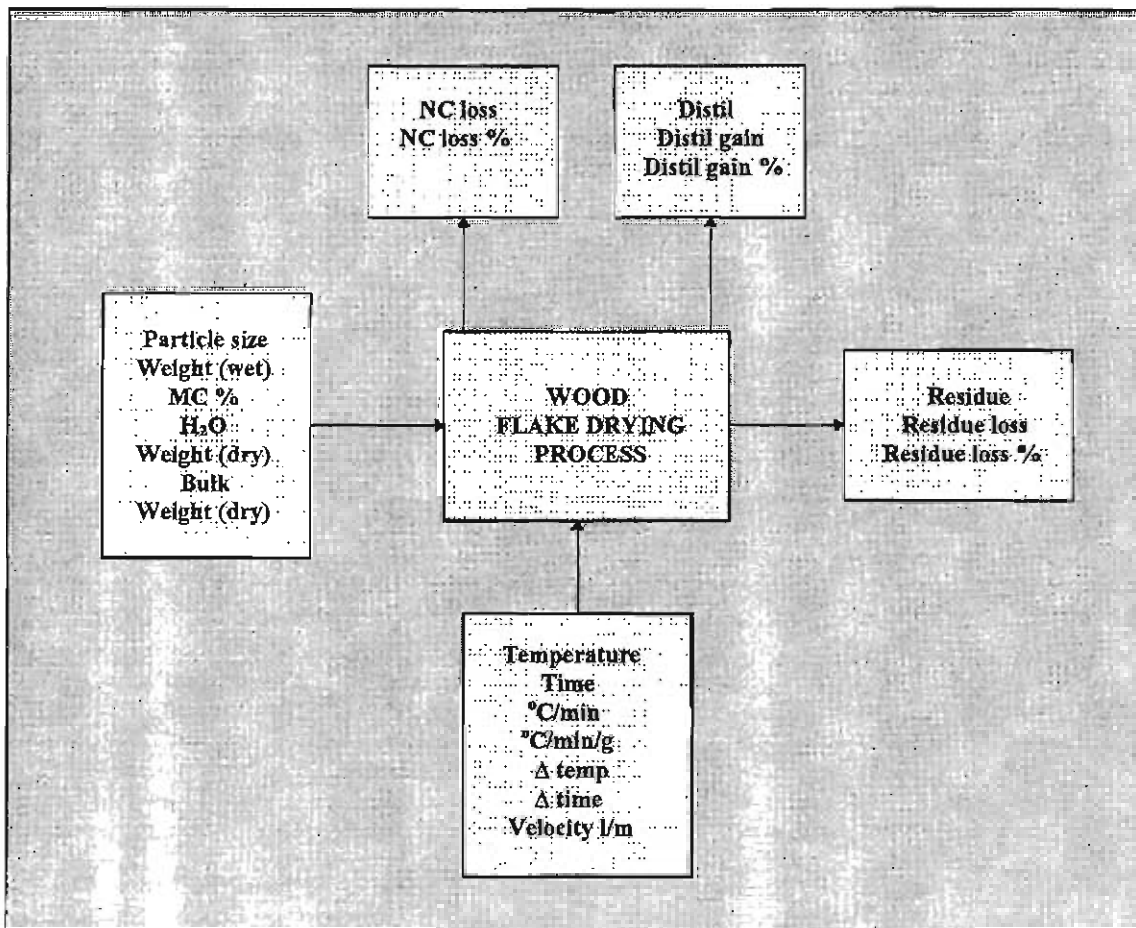 NC loss
NC loss %
Distil
Distil gain
Distil gain %
Particle size
Weight (wet)
MC %
H₂O
Weight (dry)
Bulk
Weight (dry)
WOOD
FLAKE DRYING
PROCESS
Residue
Residue loss
Residue loss %
Temperature
Time
°C/min
°C/min/g
Δ temp
Δ time
Velocity l/m